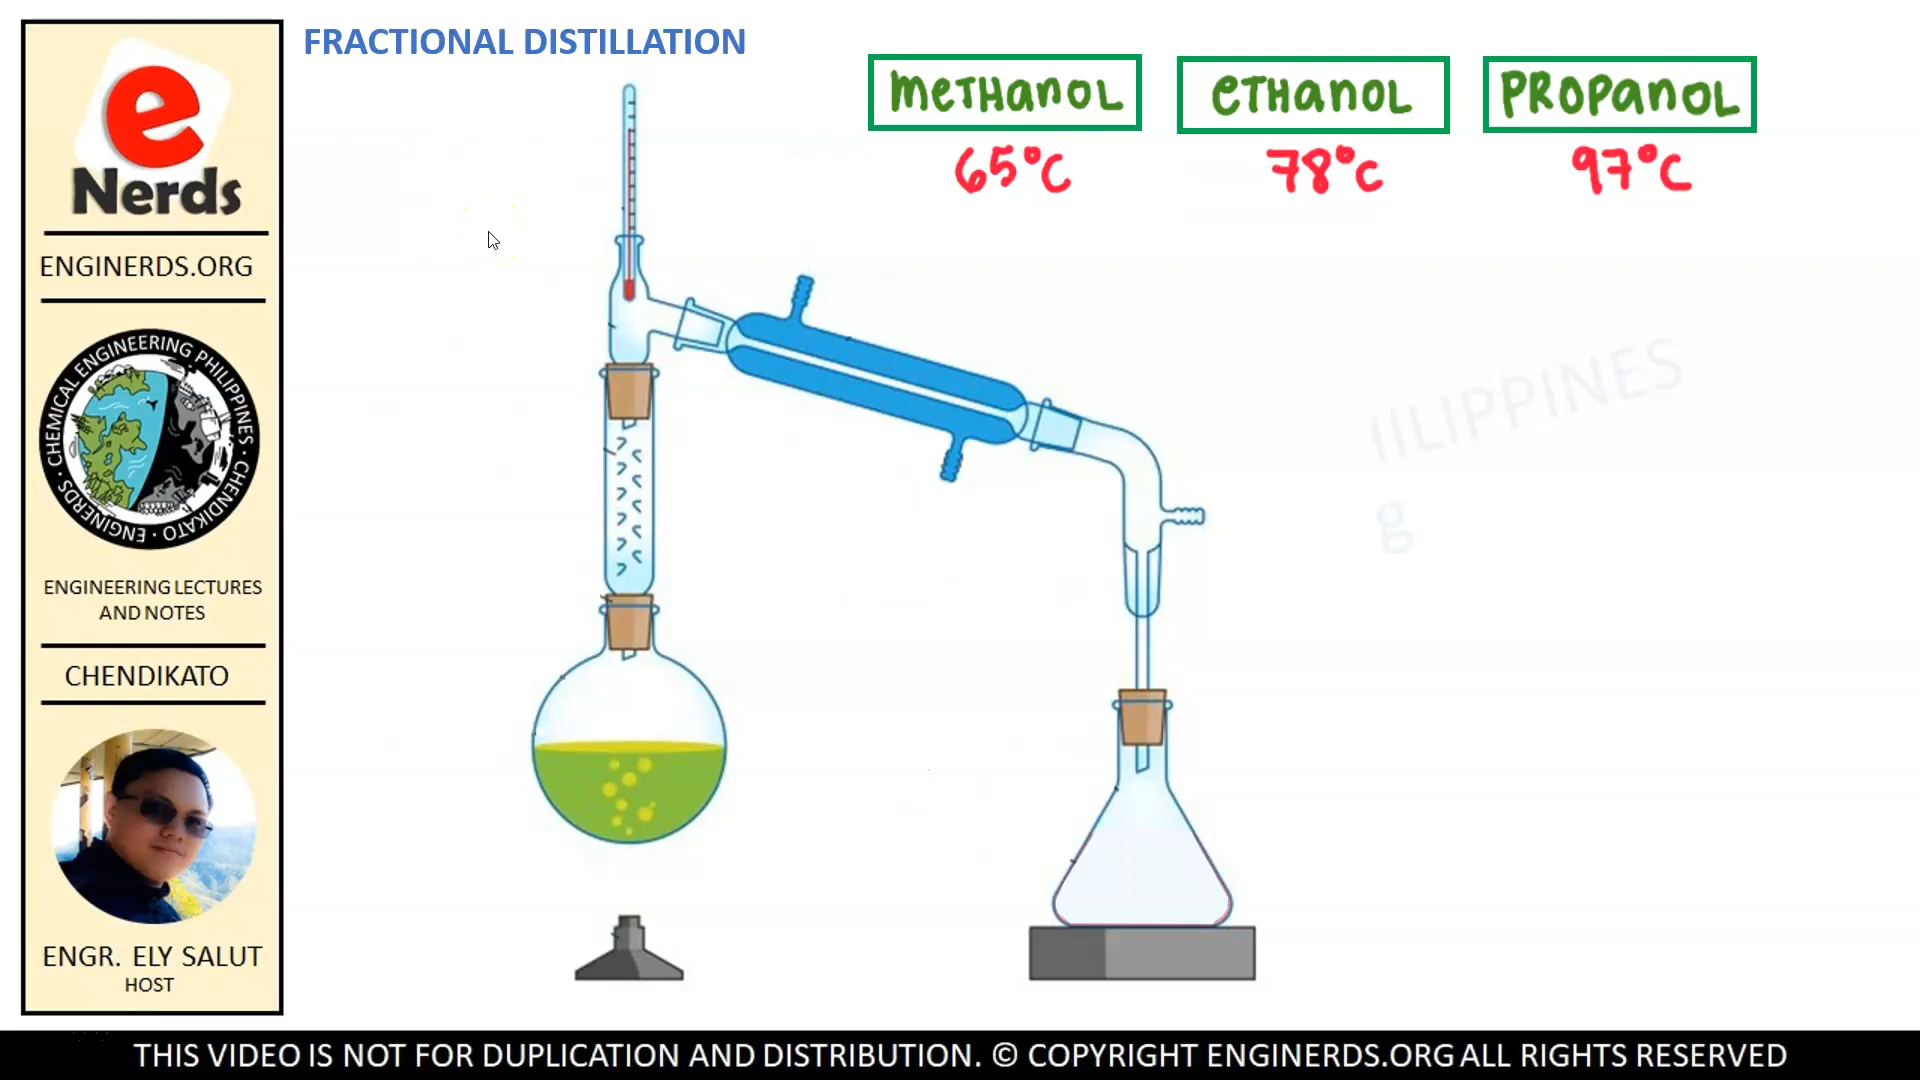 e
Nerds
ENGINERDS.ORG
CHEMICAL ENGINEERING PHILIPPINES · CHENDIKATO · ENGINERDS ·
ENGINEERING LECTURES
AND NOTES
CHENDIKATO
ENGR. ELY SALUT
HOST
FRACTIONAL DISTILLATION
meTHanoL
eTHanoL
PROPanoL
65°C
78°C
97°C
IILIPPINES
g
THIS VIDEO IS NOT FOR DUPLICATION AND DISTRIBUTION. © COPYRIGHT ENGINERDS.ORG ALL RIGHTS RESERVED